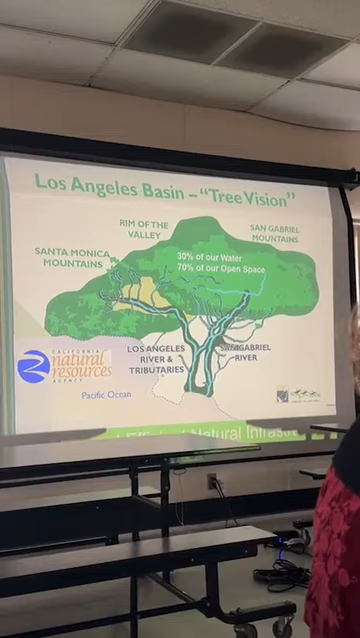 Los Angeles Basin – "Tree Vision"
RIM OF THE
VALLEY
SAN GABRIEL
MOUNTAINS
SANTA MONICA
MOUNTAINS
30% of our Water
70% of our Open Space
LOS ANGELES
RIVER &
TRIBUTARIES
SAN GABRIEL
RIVER
CALIFORNIA
natural
resources
AGENCY
Pacific Ocean
Natural